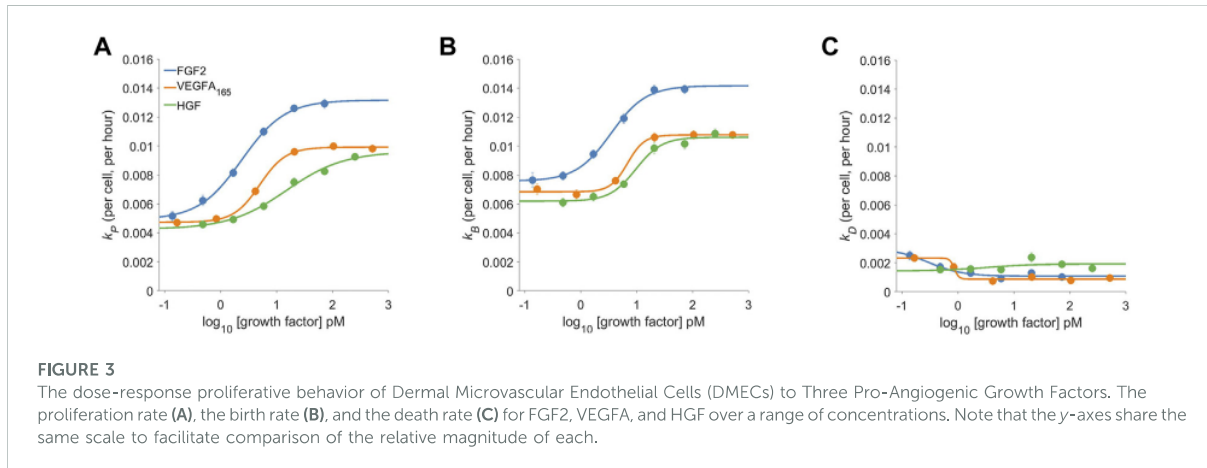 A
0.016
0.014
0.012
0.01
0.008
0.006
0.004
0.002
0
FGF2
VEGFA165
HGF
kP (per cell, per hour)
-1 0 1 2 3
log10 [growth factor] pM
B
0.016
0.014
0.012
0.01
0.008
0.006
0.004
0.002
0
kB (per cell, per hour)
-1 0 1 2 3
log10 [growth factor] pM
C
0.016
0.014
0.012
0.01
0.008
0.006
0.004
0.002
0
kD (per cell, per hour)
-1 0 1 2 3
log10 [growth factor] pM
FIGURE 3
The dose-response proliferative behavior of Dermal Microvascular Endothelial Cells (DMECs) to Three Pro-Angiogenic Growth Factors. The
proliferation rate (A), the birth rate (B), and the death rate (C) for FGF2, VEGFA, and HGF over a range of concentrations. Note that the y-axes share the
same scale to facilitate comparison of the relative magnitude of each.